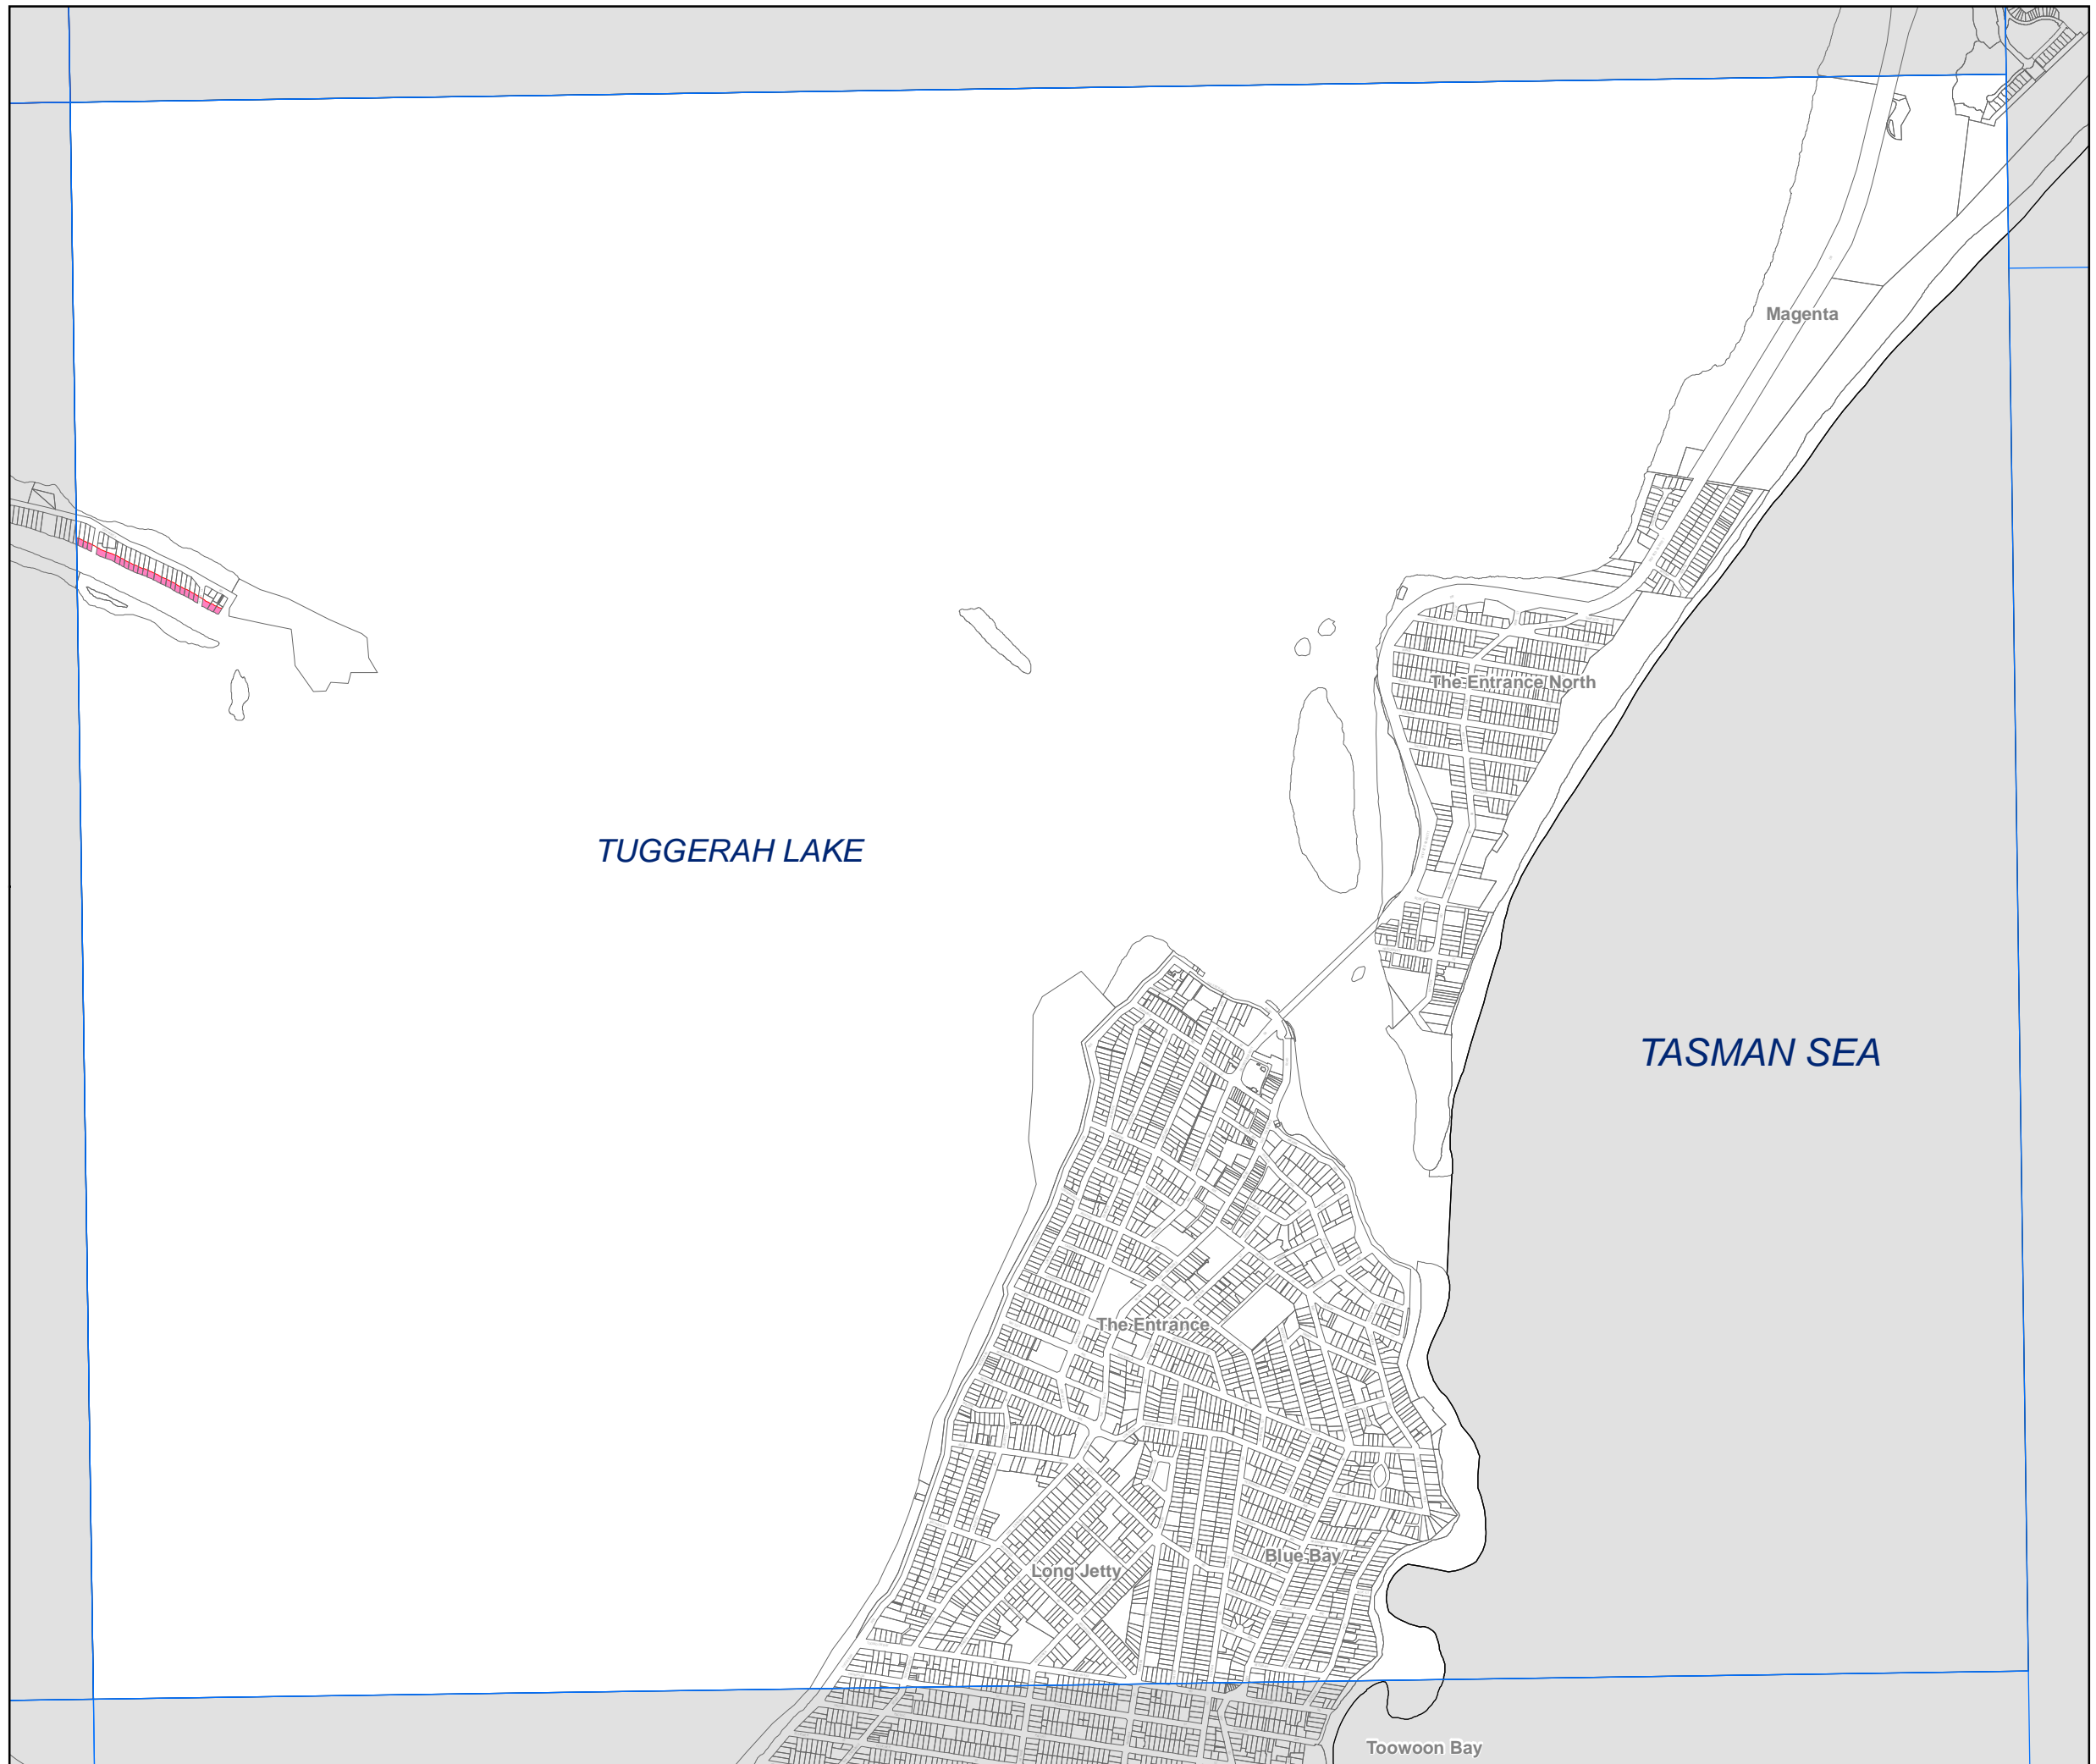 Magenta
The Entrance North
TUGGERAH LAKE
TASMAN SEA
The Entrance
Blue Bay
Long Jetty
Toowoon Bay